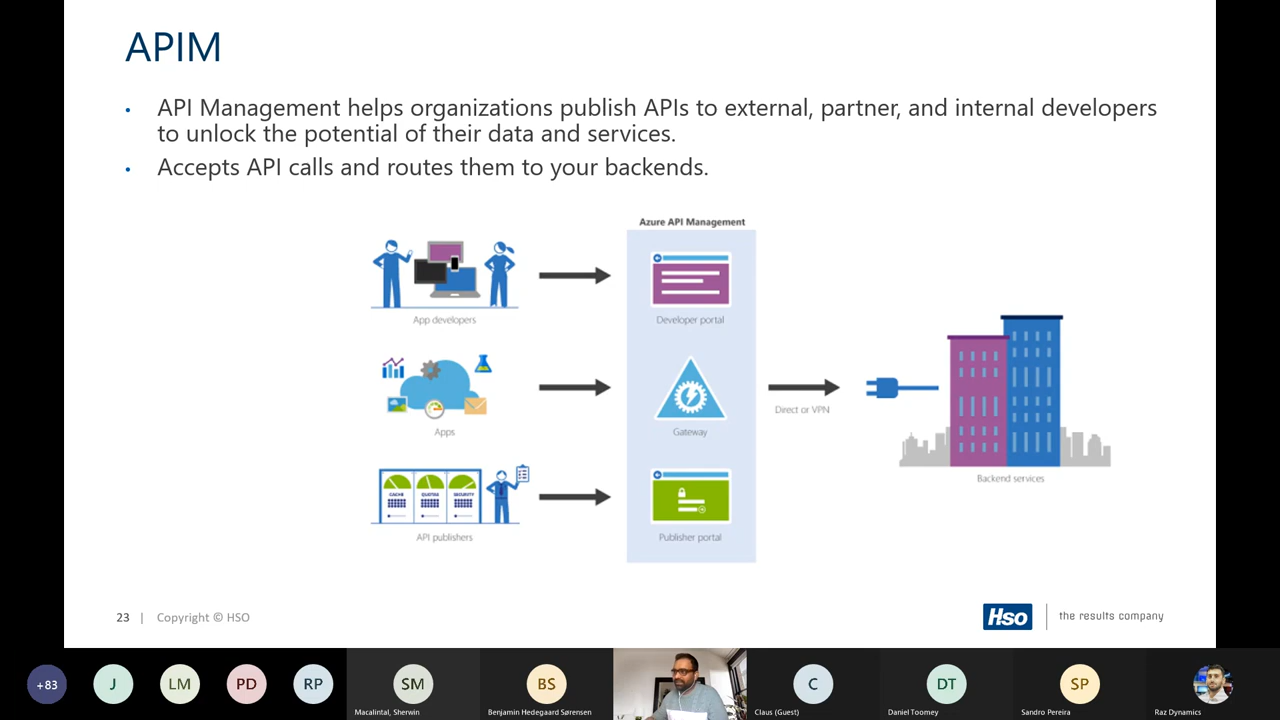 APIM
• API Management helps organizations publish APIs to external, partner, and internal developers
to unlock the potential of their data and services.
• Accepts API calls and routes them to your backends.
Azure API Management
App developers
Developer portal
Apps
Gateway
Direct or VPN
CACHE
QUOTAS
SECURITY
API publishers
Publisher portal
Backend services
23 | Copyright © HSO
Hso
the results company
+83
J
LM
PD
RP
SM
Macalintal, Sherwin
BS
Benjamin Hedegaard Sørensen
C
Claus (Guest)
DT
Daniel Toomey
SP
Sandro Pereira
Raz Dynamics